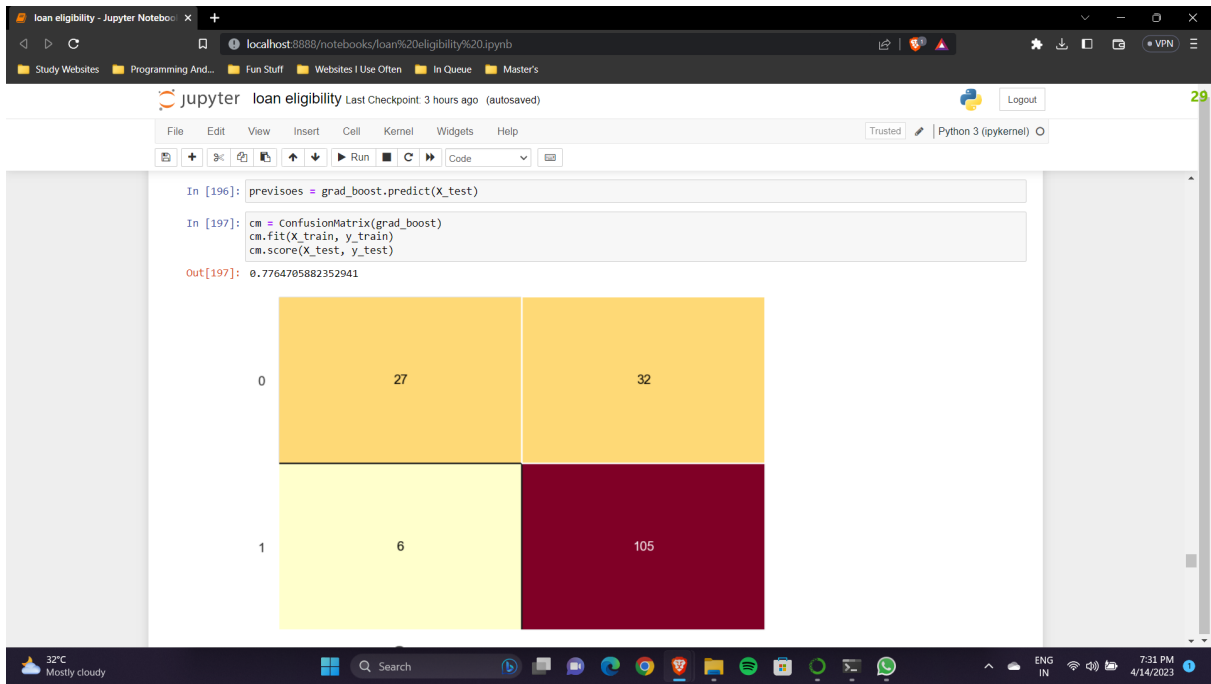 loan eligibility - Jupyter Notebool
localhost:8888/notebooks/loan%20eligibility%20.ipynb
VPN
Study Websites Programming And... Fun Stuff Websites I Use Often In Queue Master's
jupyter loan eligibility Last Checkpoint: 3 hours ago (autosaved)
Logout
29
File Edit View Insert Cell Kernel Widgets Help
Trusted Python 3 (ipykernel)
Run Code
In [196]: previsoes = grad_boost.predict(X_test)
In [197]: cm = ConfusionMatrix(grad_boost)
cm.fit(X_train, y_train)
cm.score(X_test, y_test)
Out[197]: 0.7764705882352941
0 27 32
1 6 105
32°C
Mostly cloudy
Search
ENG
IN
7:31 PM
4/14/2023
1